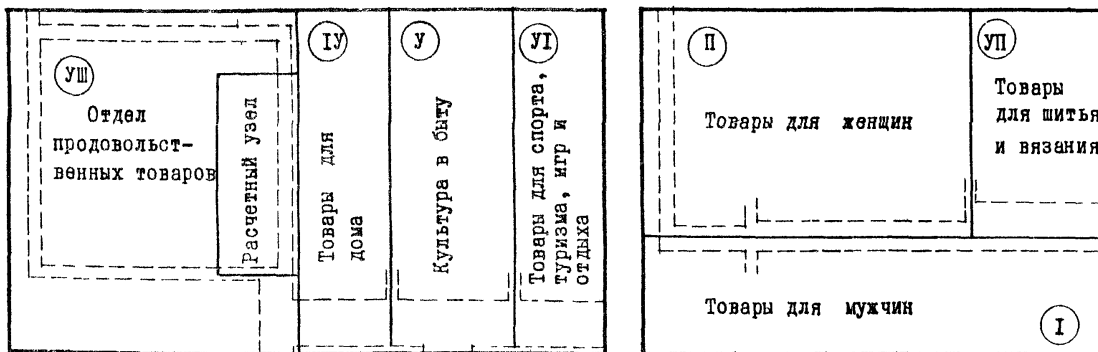 УШ
Отдел
продовольст-
венных товаров
Расчетный узел
IУ
Товары для
дома
У
Культура в быту
УI
Товары для спорта,
туризма, игр и
отдыха
П
Товары для женщин
УП
Товары
для шитья
и вязания
Товары для мужчин
I